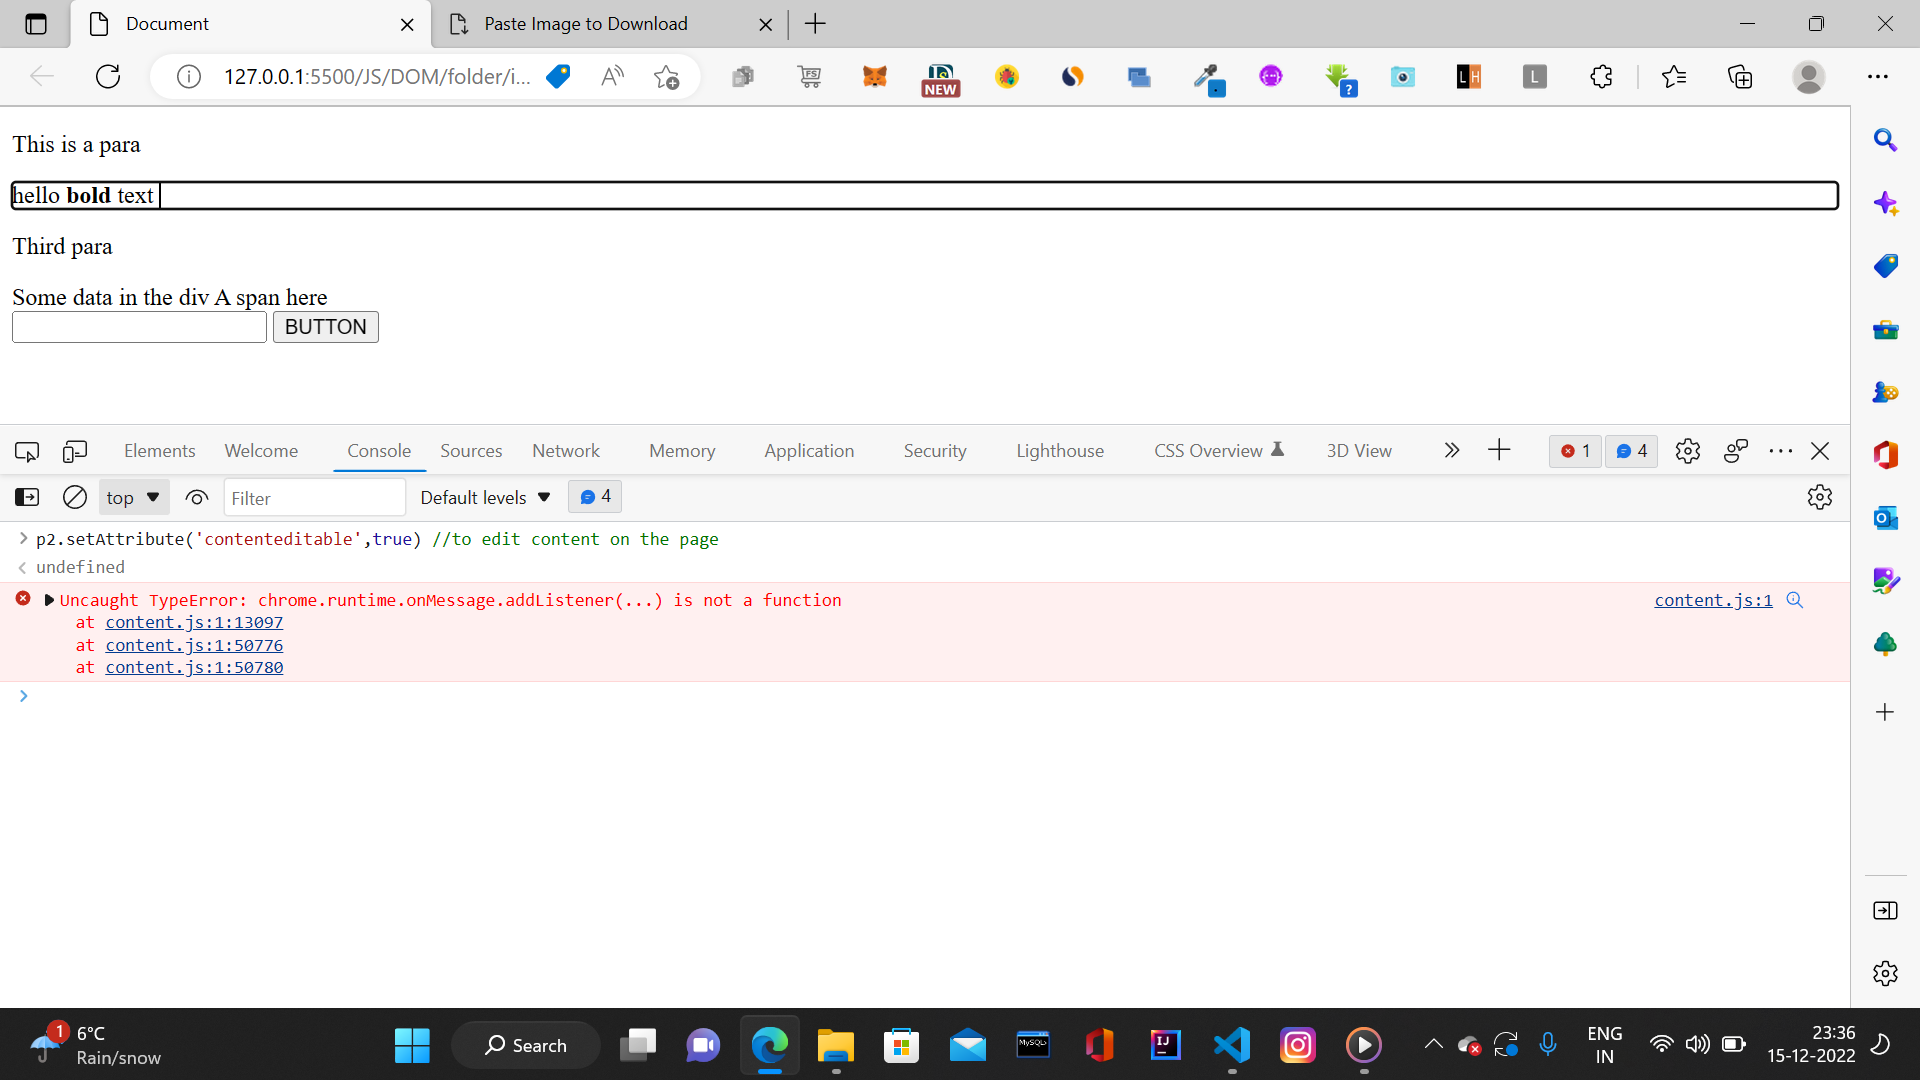 Document
Paste Image to Download
127.0.0.1:5500/JS/DOM/folder/i...
FS
NEW
?
LH
L
This is a para
hello bold text
Third para
Some data in the div A span here
BUTTON
Elements Welcome Console Sources Network Memory Application Security Lighthouse CSS Overview 3D View
1
4
top
Filter
Default levels
4
p2.setAttribute('contenteditable',true) //to edit content on the page
undefined
Uncaught TypeError: chrome.runtime.onMessage.addListener(...) is not a function content.js:1
at content.js:1:13097
at content.js:1:50776
at content.js:1:50780
1
6°C
Rain/snow
Search
MySQL>
IJ
ENG
IN
23:36
15-12-2022